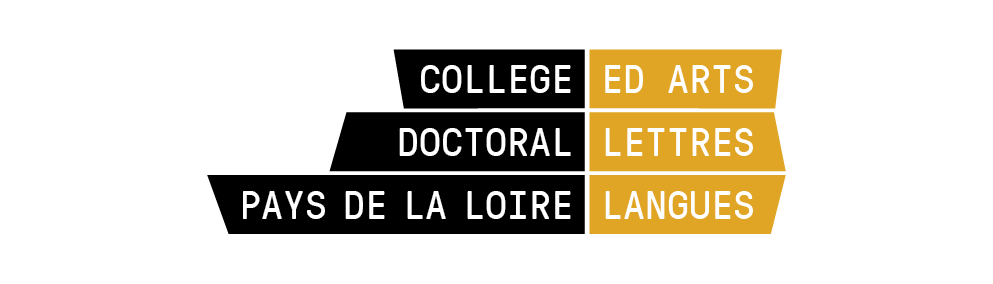 COLLEGE ED ARTS
DOCTORAL LETTRES
PAYS DE LA LOIRE LANGUES